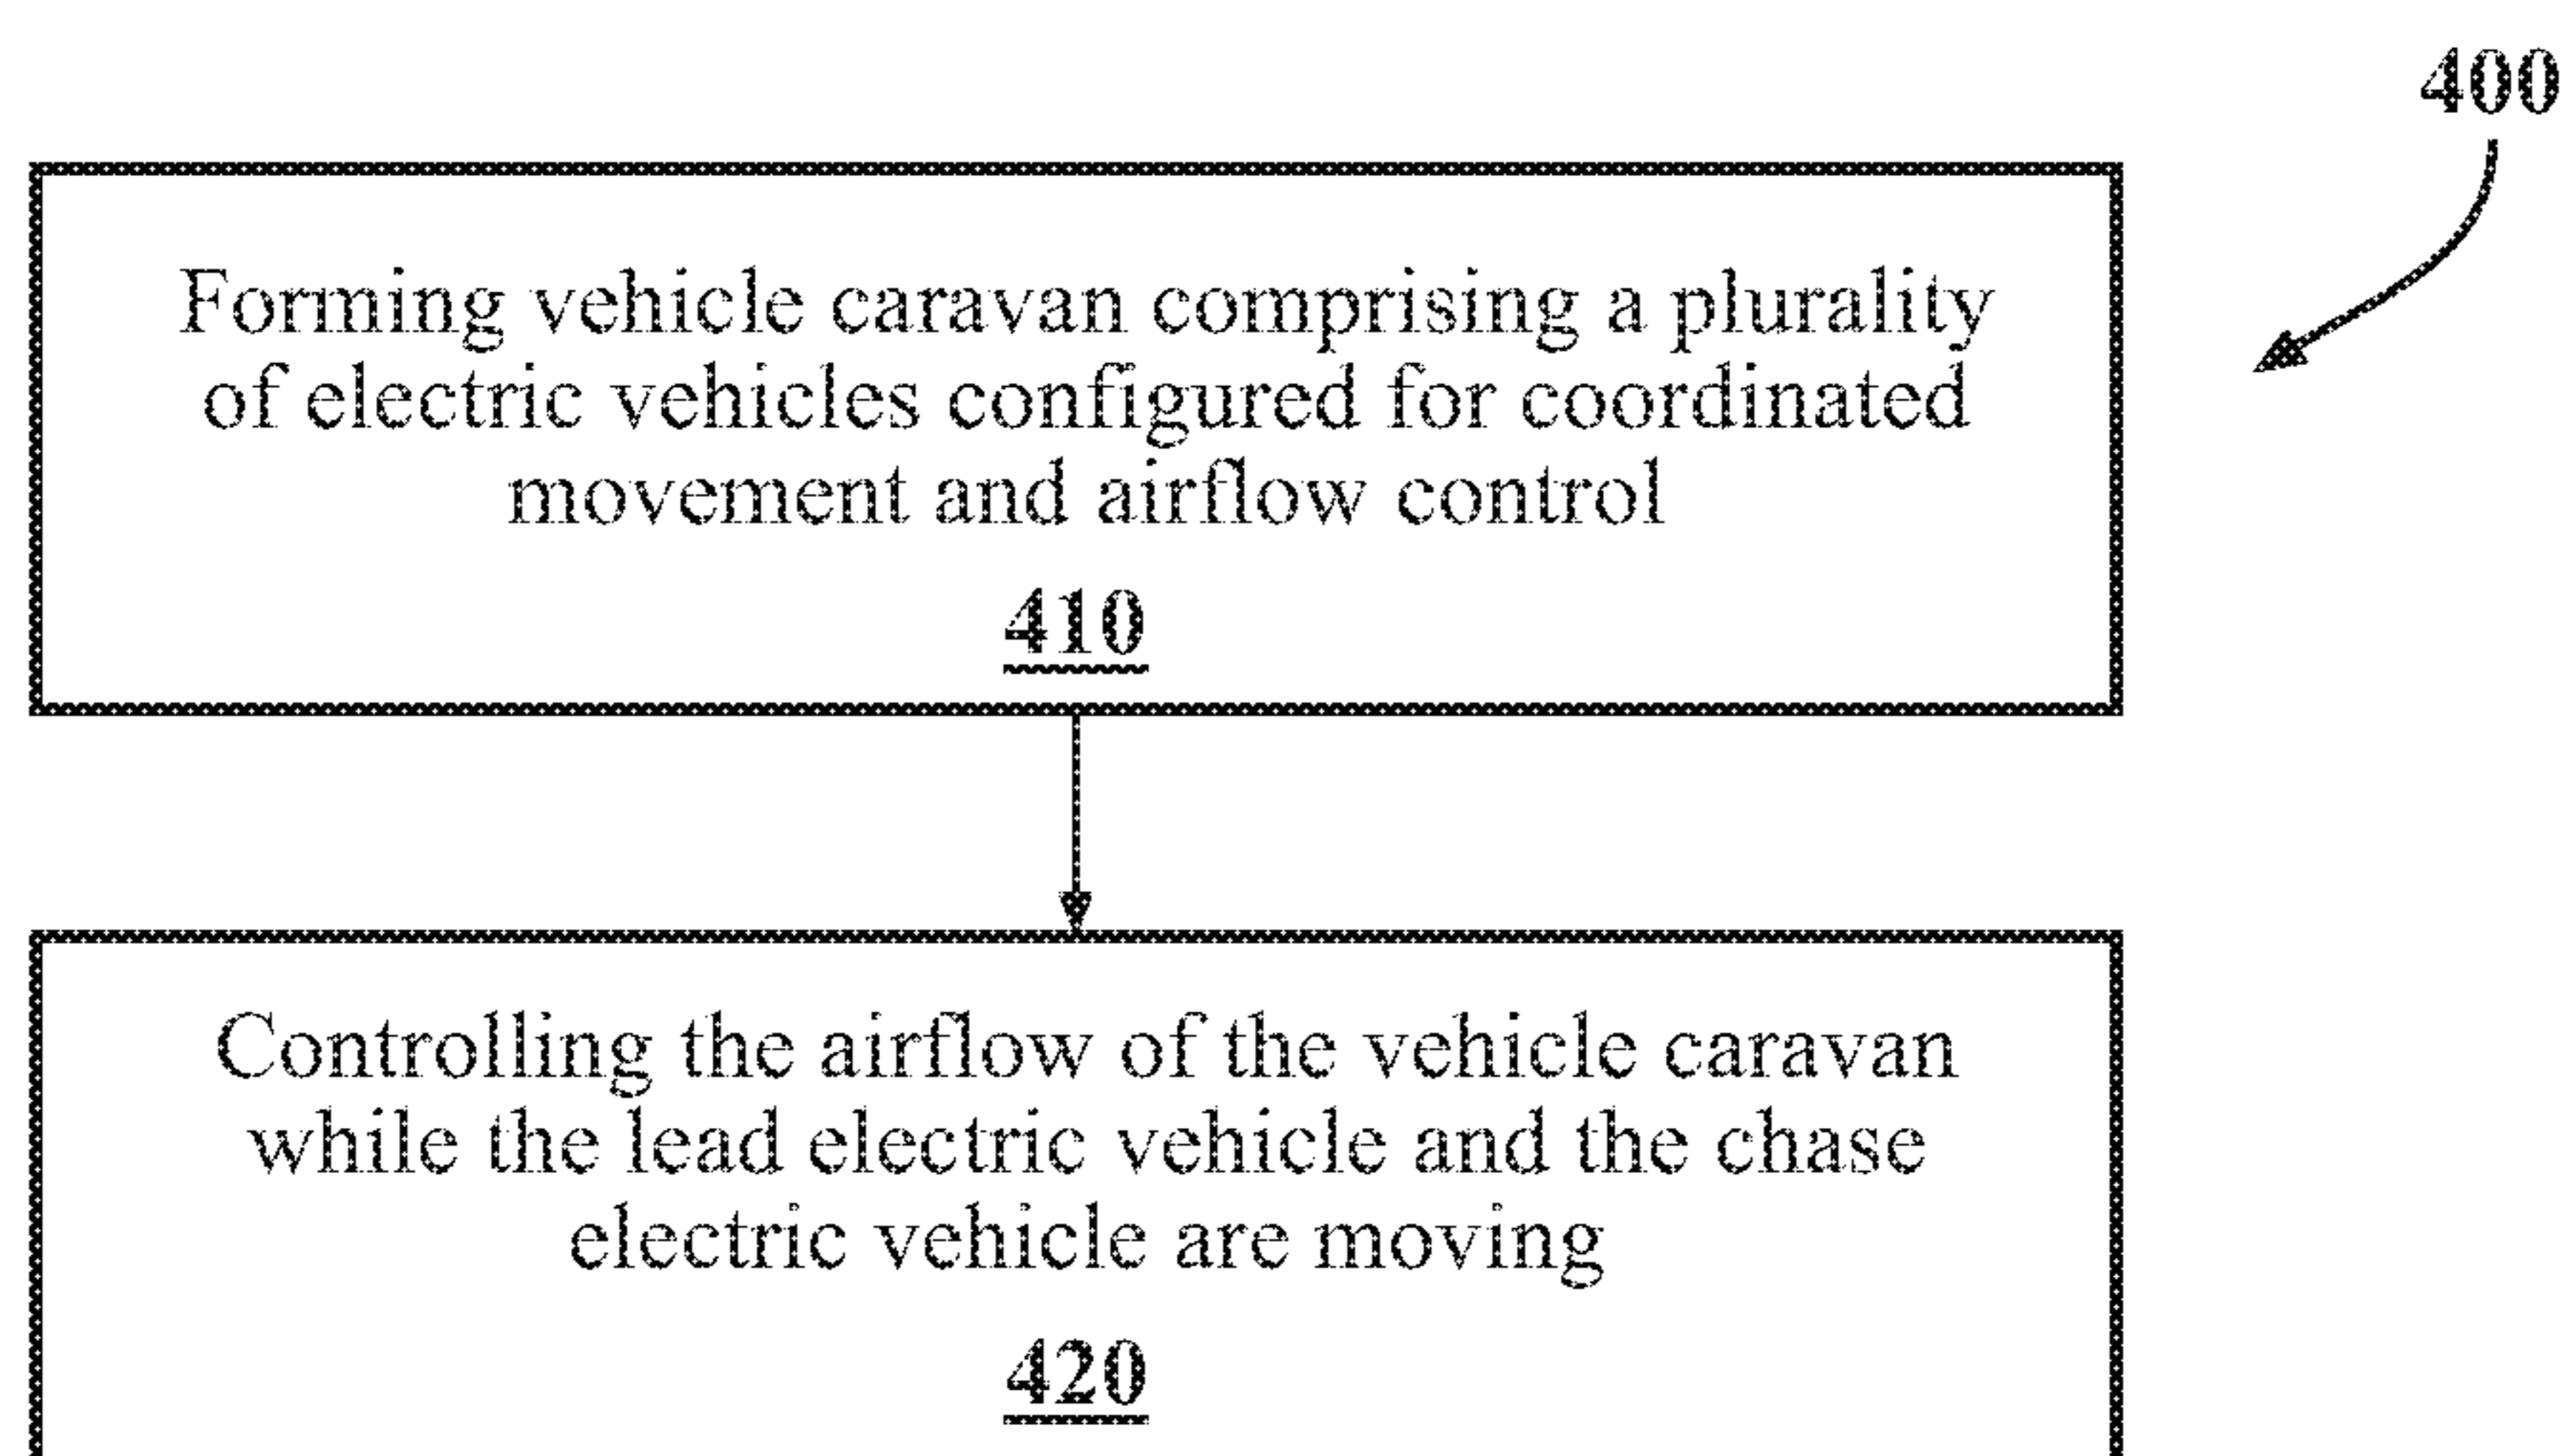 400
Forming vehicle caravan comprising a plurality
of electric vehicles configured for coordinated
movement and airflow control
410
Controlling the airflow of the vehicle caravan
while the lead electric vehicle and the chase
electric vehicle are moving
420